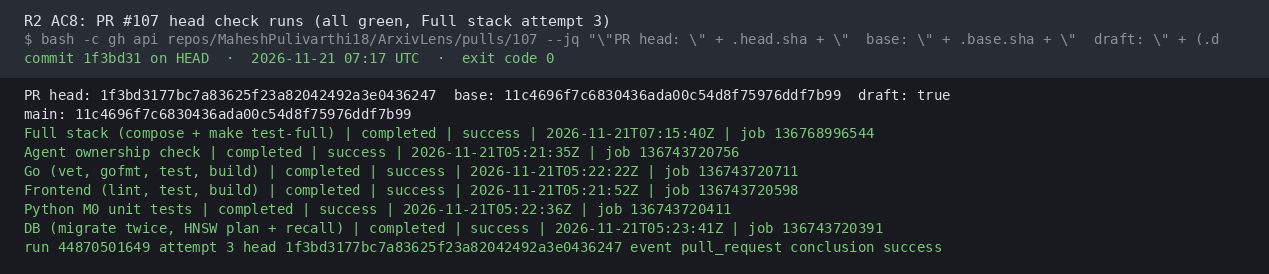 R2 AC8: PR #107 head check runs (all green, Full stack attempt 3)
$ bash -c gh api repos/MaheshPulivarthi18/ArxivLens/pulls/107 --jq "\"PR head: \" + .head.sha + \"  base: \" + .base.sha + \"  draft: \" + (.d
commit 1f3bd31 on HEAD  ·  2026-11-21 07:17 UTC  ·  exit code 0
PR head: 1f3bd3177bc7a83625f23a82042492a3e0436247  base: 11c4696f7c6830436ada00c54d8f75976ddf7b99  draft: true
main: 11c4696f7c6830436ada00c54d8f75976ddf7b99
Full stack (compose + make test-full) | completed | success | 2026-11-21T07:15:40Z | job 136768996544
Agent ownership check | completed | success | 2026-11-21T05:21:35Z | job 136743720756
Go (vet, gofmt, test, build) | completed | success | 2026-11-21T05:22:22Z | job 136743720711
Frontend (lint, test, build) | completed | success | 2026-11-21T05:21:52Z | job 136743720598
Python M0 unit tests | completed | success | 2026-11-21T05:22:36Z | job 136743720411
DB (migrate twice, HNSW plan + recall) | completed | success | 2026-11-21T05:23:41Z | job 136743720391
run 44870501649 attempt 3 head 1f3bd3177bc7a83625f23a82042492a3e0436247 event pull_request conclusion success